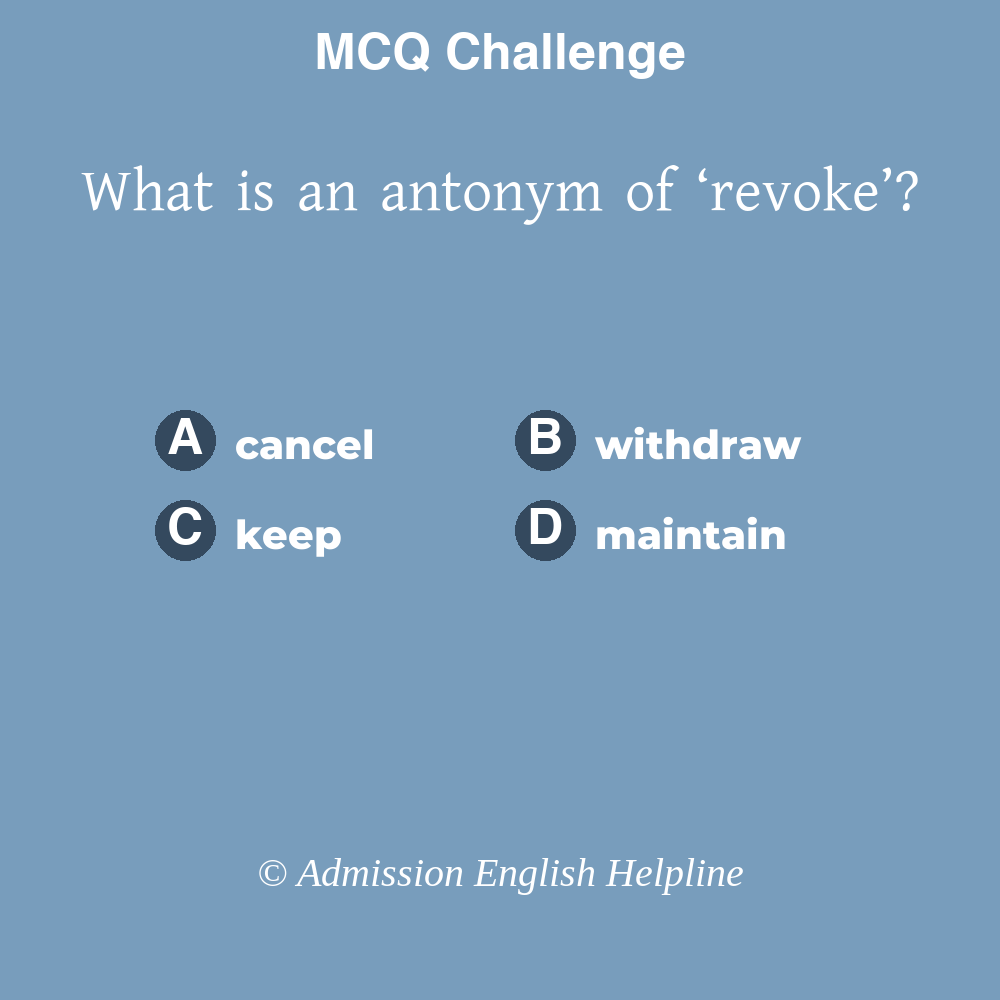 MCQ Challenge
What is an antonym of ‘revoke’?
A cancel
B withdraw
C keep
D maintain
© Admission English Helpline